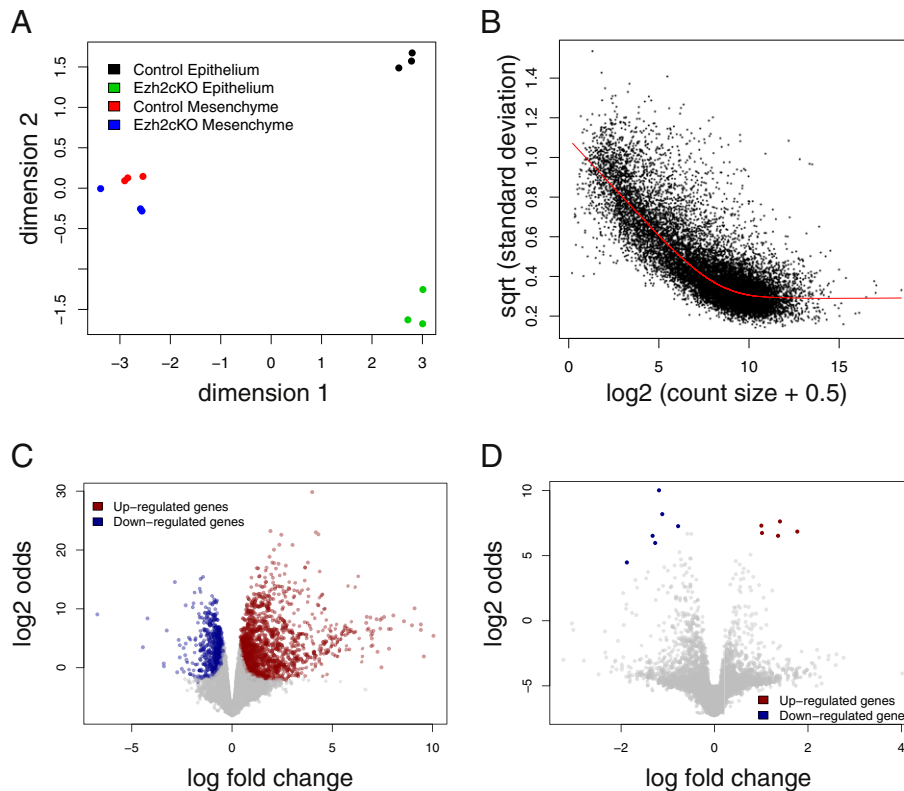 A
Control Epithelium
Ezh2cKO Epithelium
Control Mesenchyme
Ezh2cKO Mesenchyme
dimension 2
1.5
1.0
0.5
0.0
−0.5
−1.5
−3 −2 −1 0 1 2 3
dimension 1
B
sqrt (standard deviation)
1.4
1.2
1.0
0.8
0.6
0.4
0.2
0 5 10 15
log2 (count size + 0.5)
C
Up−regulated genes
Down−regulated genes
log2 odds
30
20
10
0
−5 0 5 10
log fold change
D
log2 odds
10
5
0
−5
Up−regulated genes
Down−regulated gene
−2 0 2 4
log fold change